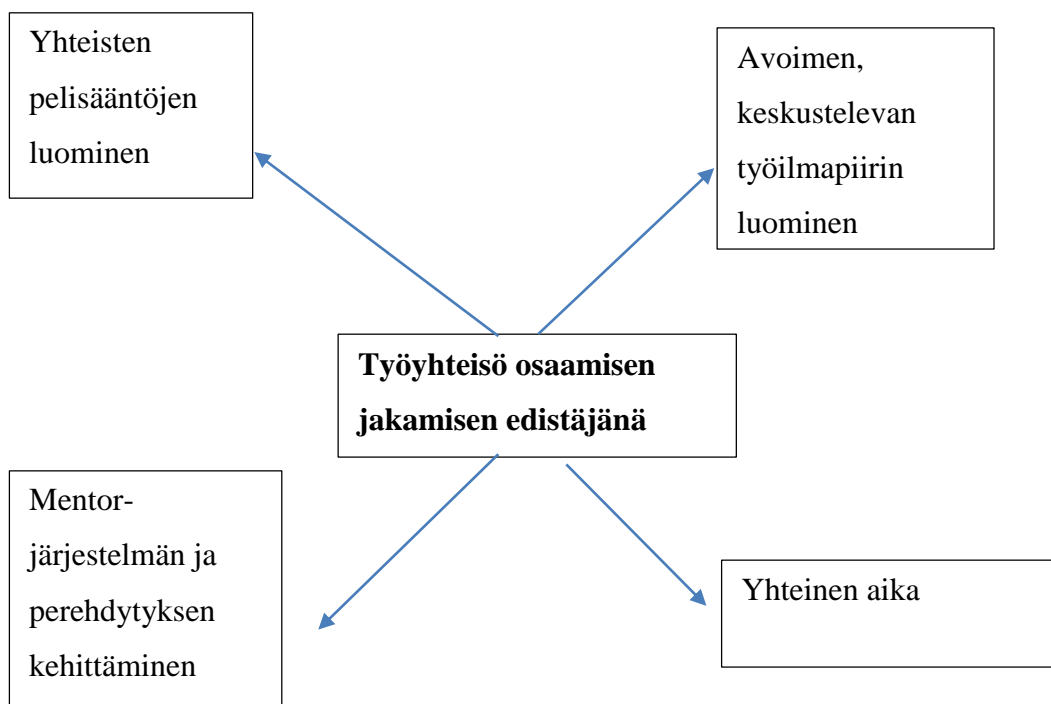 Yhteisten
pelisääntöjen
luominen
Avoimen,
keskustelevan
työilmapiirin
luominen
Työyhteisö osaamisen
jakamisen edistäjänä
Mentor-
järjestelmän ja
perehdytyksen
kehittäminen
Yhteinen aika